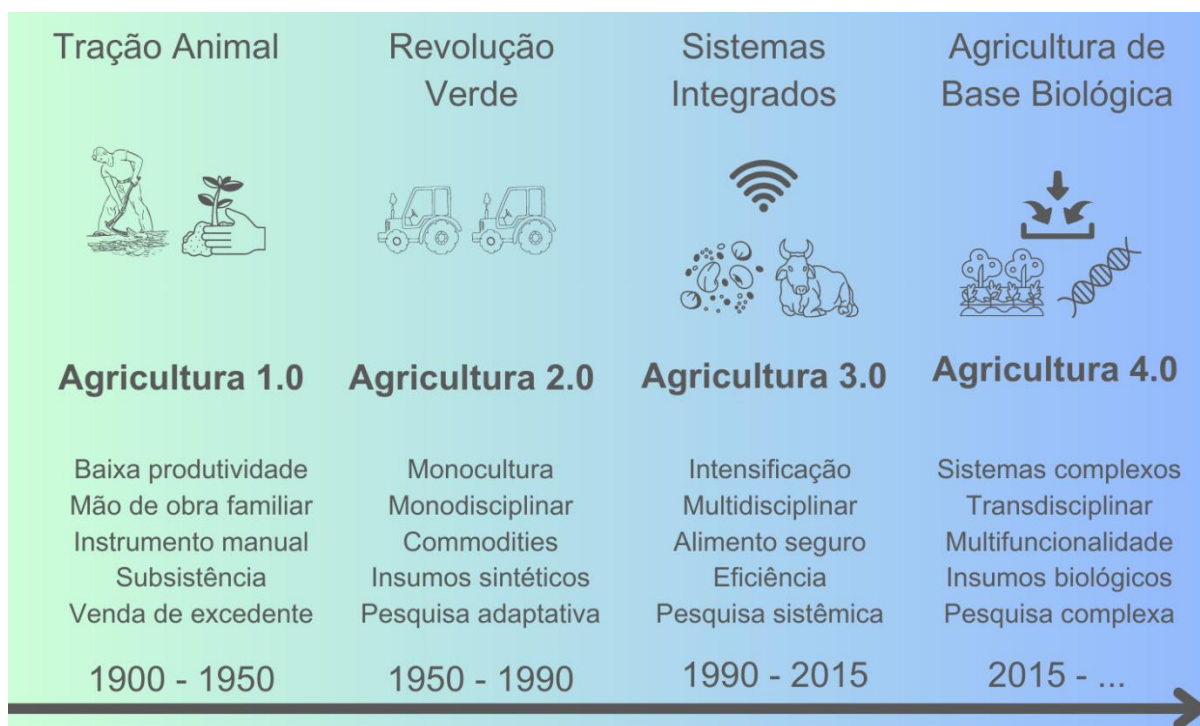 Tração Animal
Revolução
Verde
Sistemas
Integrados
Agricultura de
Base Biológica
Agricultura 1.0
Agricultura 2.0
Agricultura 3.0
Agricultura 4.0
Baixa produtividade
Mão de obra familiar
Instrumento manual
Subsistência
Venda de excedente
Monocultura
Monodisciplinar
Commodities
Insumos sintéticos
Pesquisa adaptativa
Intensificação
Multidisciplinar
Alimento seguro
Eficiência
Pesquisa sistêmica
Sistemas complexos
Transdisciplinar
Multifuncionalidade
Insumos biológicos
Pesquisa complexa
1900 - 1950
1950 - 1990
1990 - 2015
2015 - ...